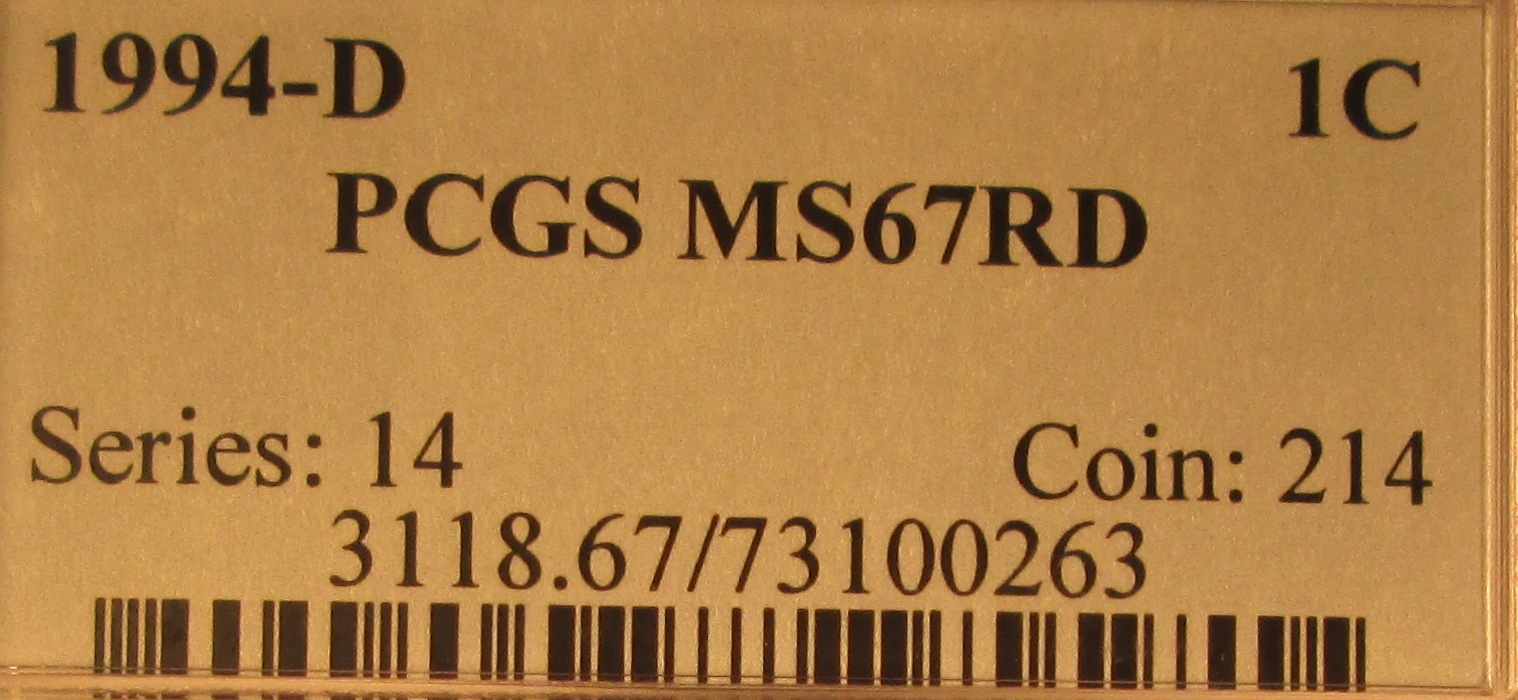 1994-D 1C
PCGS MS67RD
Series: 14 Coin: 214
3118.67/73100263